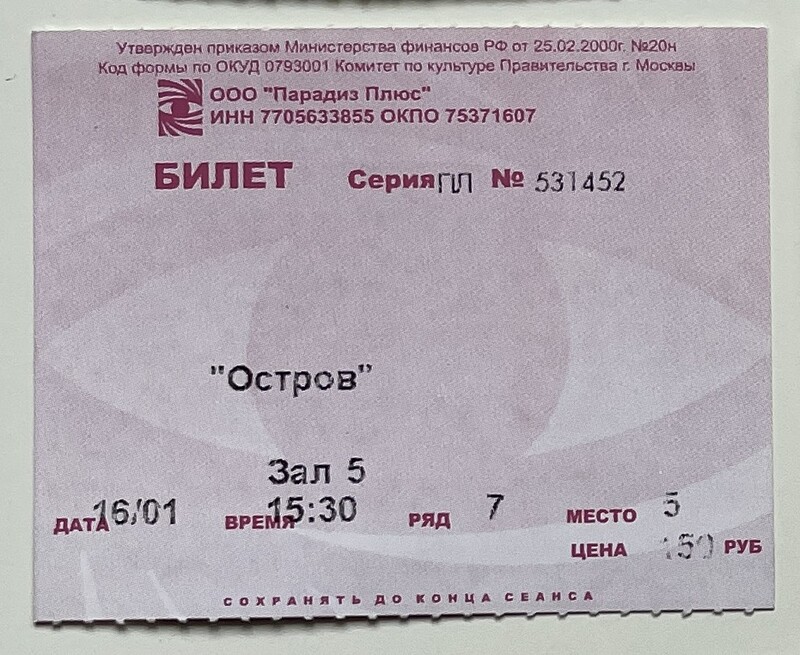 Утвержден приказом Министерства финансов РФ от 25.02.2000г. №20н
Код формы по ОКУД 0793001 Комитет по культуре Правительства г. Москвы
ООО "Парадиз Плюс"
ИНН 7705633855 ОКПО 75371607
БИЛЕТ Серия ПЛ № 531452
"Остров"
Зал 5
ДАТА 16/01 ВРЕМЯ 15:30 РЯД 7 МЕСТО 5
ЦЕНА 150 РУБ
СОХРАНЯТЬ ДО КОНЦА СЕАНСА